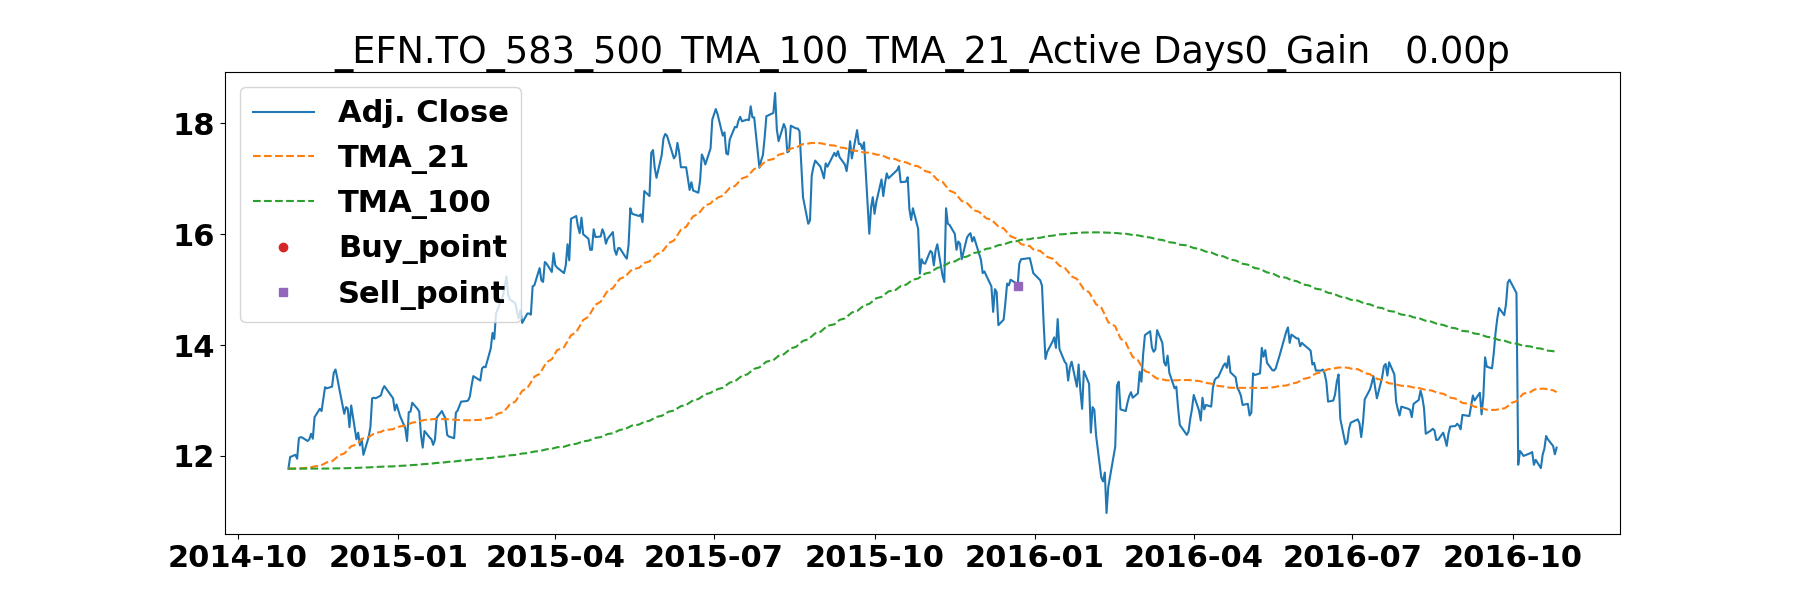 _EFN.TO_583_500_TMA_100_TMA_21_Active Days0_Gain   0.00p
Adj. Close
TMA_21
TMA_100
Buy_point
Sell_point
18
16
14
12
2014-10 2015-01 2015-04 2015-07 2015-10 2016-01 2016-04 2016-07 2016-10